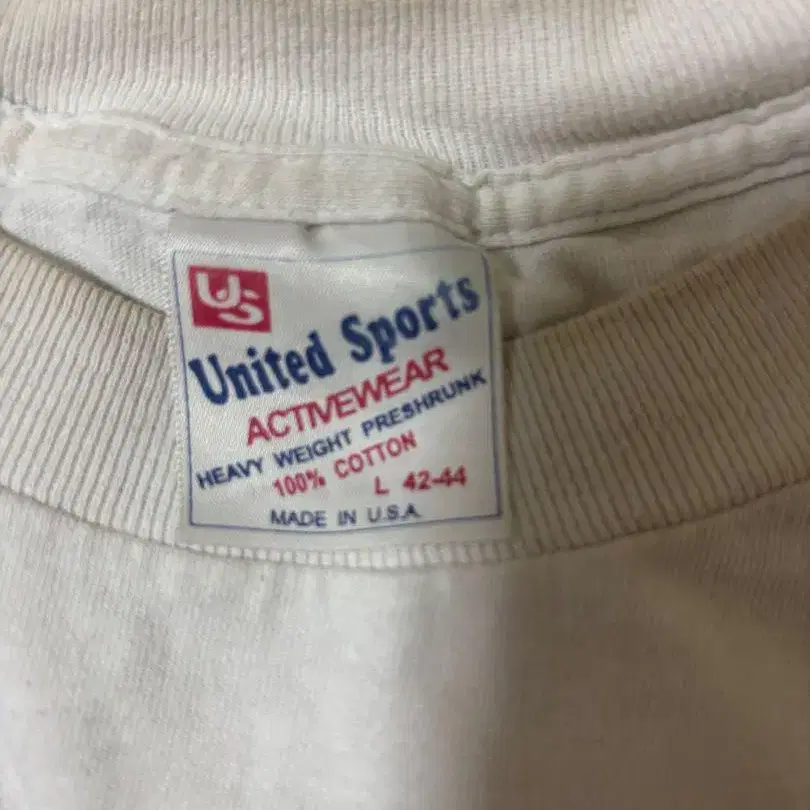 US
United Sports
ACTIVEWEAR
HEAVY WEIGHT PRESHRUNK
100% COTTON
L 42-44
MADE IN U.S.A.